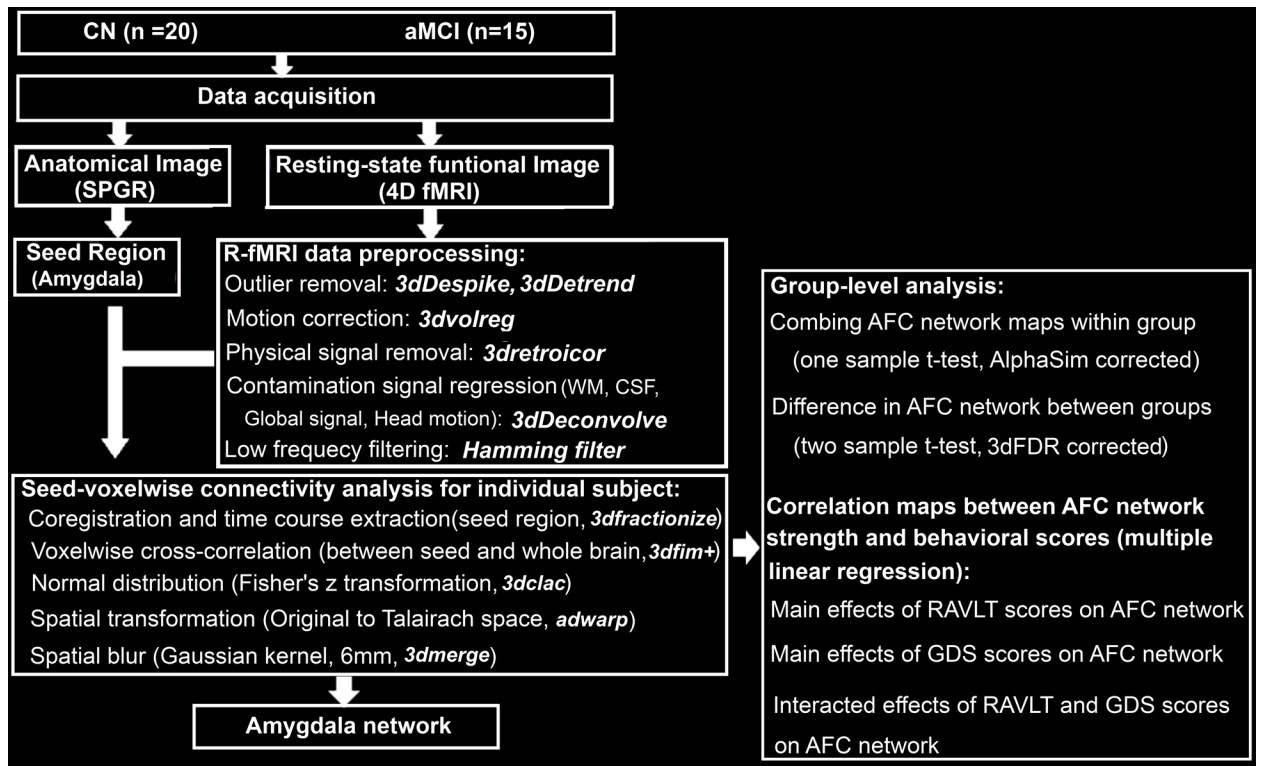 CN (n =20) aMCI (n=15)
Data acquisition
Anatomical Image
(SPGR)
Resting-state funtional Image
(4D fMRI)
Seed Region
(Amygdala)
R-fMRI data preprocessing:
Outlier removal: 3dDespike, 3dDetrend
Motion correction: 3dvolreg
Physical signal removal: 3dretroicor
Contamination signal regression (WM, CSF,
Global signal, Head motion): 3dDeconvolve
Low frequecy filtering: Hamming filter
Seed-voxelwise connectivity analysis for individual subject:
Coregistration and time course extraction(seed region, 3dfractionize)
Voxelwise cross-correlation (between seed and whole brain,3dfim+)
Normal distribution (Fisher's z transformation, 3dclac)
Spatial transformation (Original to Talairach space, adwarp)
Spatial blur (Gaussian kernel, 6mm, 3dmerge)
Amygdala network
Group-level analysis:
Combing AFC network maps within group
(one sample t-test, AlphaSim corrected)
Difference in AFC network between groups
(two sample t-test, 3dFDR corrected)
Correlation maps between AFC network
strength and behavioral scores (multiple
linear regression):
Main effects of RAVLT scores on AFC network
Main effects of GDS scores on AFC network
Interacted effects of RAVLT and GDS scores
on AFC network